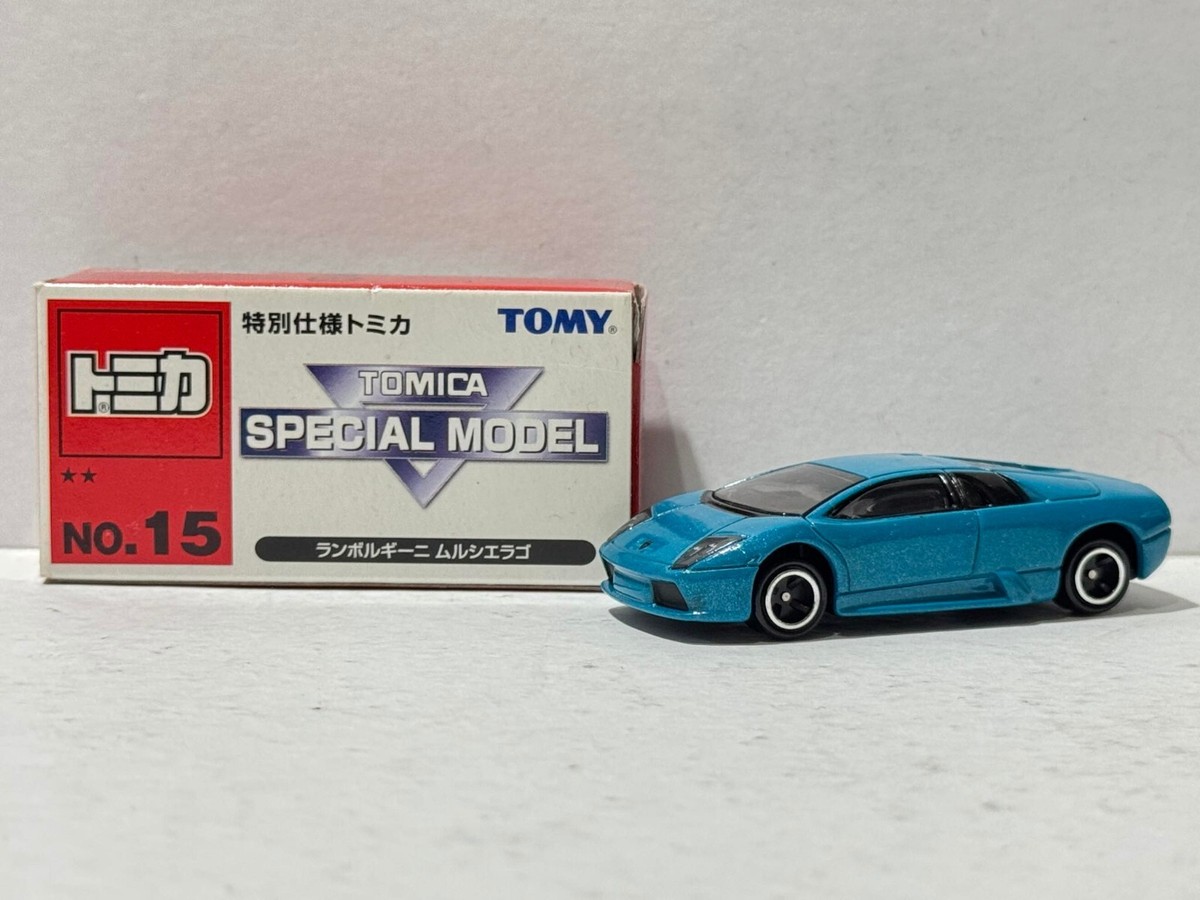 トミカ®
★★
NO.15
特別仕様トミカ
TOMY®
TOMICA
SPECIAL MODEL
ランボルギーニ ムルシエラゴ